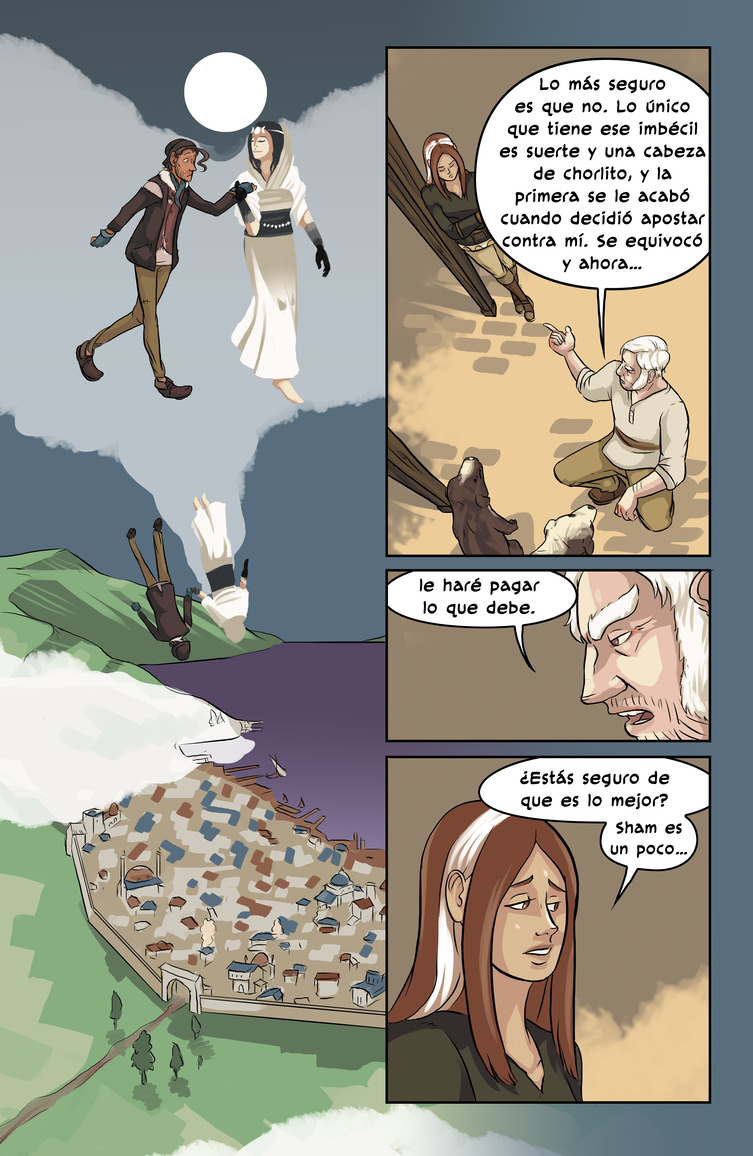 Lo más seguro
es que no. Lo único
que tiene ese imbécil
es suerte y una cabeza
de chorlito, y la
primera se le acabó
cuando decidió apostar
contra mí. Se equivocó
y ahora...
le haré pagar
lo que debe.
¿Estás seguro de
que es lo mejor?
Sham es
un poco...